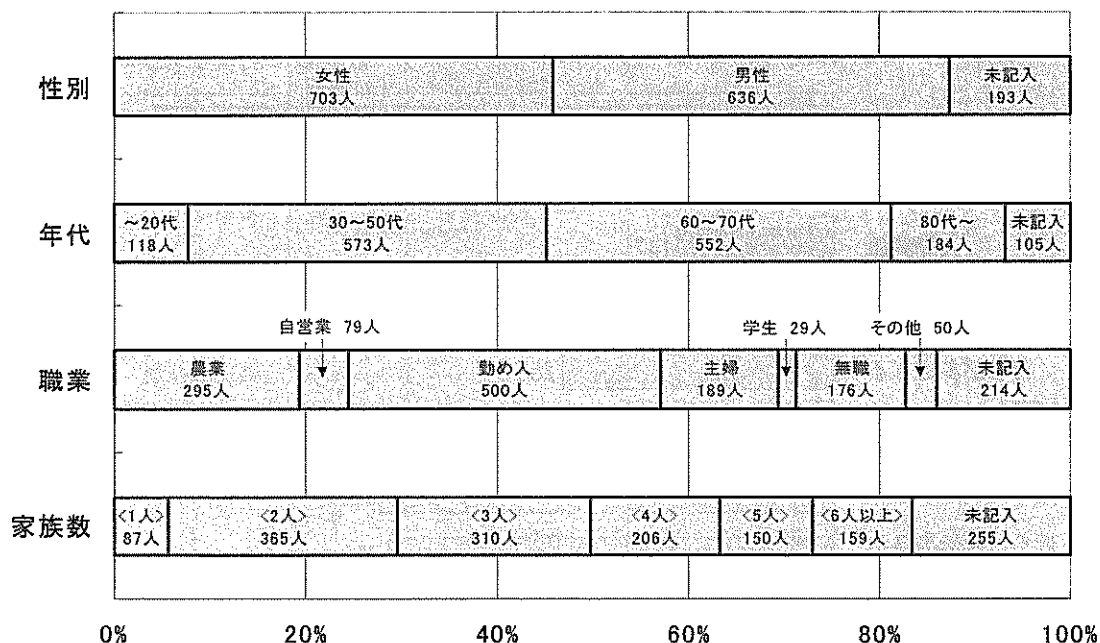 性別
女性
703人
男性
636人
未記入
193人
年代
～20代
118人
30～50代
573人
60～70代
552人
80代～
184人
未記入
105人
自営業 79人
学生 29人
その他 50人
職業
農業
295人
勤め人
500人
主婦
189人
無職
176人
未記入
214人
家族数
<1人>
87人
<2人>
365人
<3人>
310人
<4人>
206人
<5人>
150人
<6人以上>
159人
未記入
255人
0%
20%
40%
60%
80%
100%